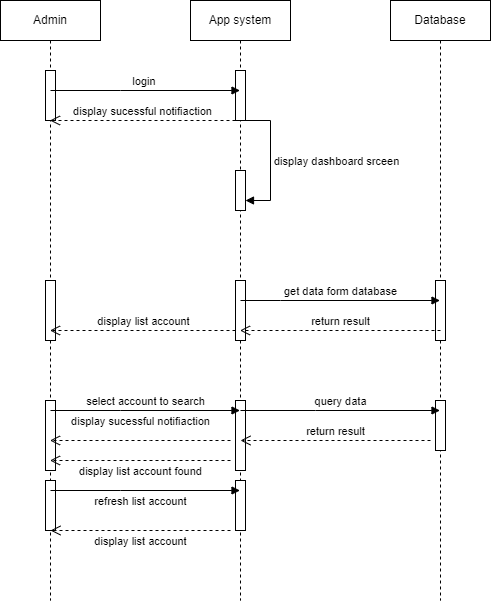 Admin
App system
Database
login
display sucessful notifiaction
display dashboard srceen
get data form database
display list account
return result
select account to search
query data
display sucessful notifiaction
return result
display list account found
refresh list account
display list account